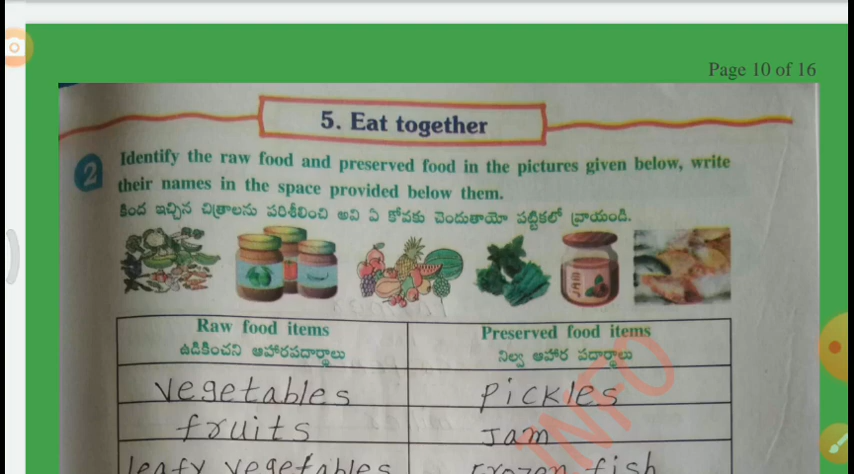 Page 10 of 16
5. Eat together
2 Identify the raw food and preserved food in the pictures given below, write
their names in the space provided below them.
కింద ఇచ్చిన చిత్రాలను పరిశీలించి అవి ఏ కోవకు చెందుతాయో పట్టికలో వ్రాయండి.
JAM
Raw food items Preserved food items
ఉడికించని ఆహారపదార్థాలు నిల్వ ఆహార పదార్థాలు
vegetables pickles
fruits Jam
leafy vegetables frozen fish
INFO